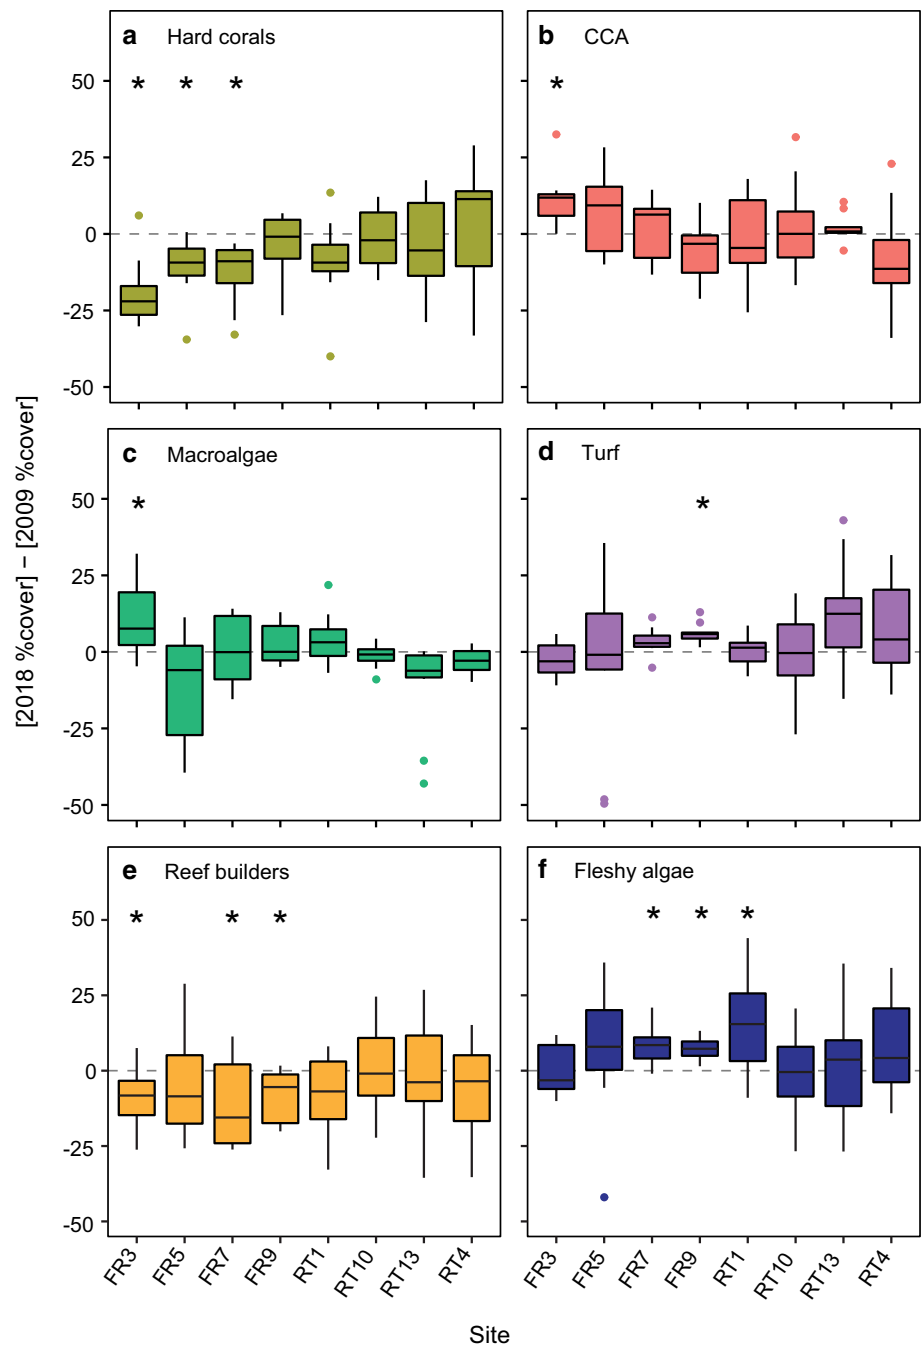 a Hard corals
b CCA
* * *
*
50
25
0
-25
-50
c Macroalgae
d Turf
*
*
50
25
0
-25
-50
e Reef builders
f Fleshy algae
* * *
* * *
50
25
0
-25
-50
[2018 %cover] – [2009 %cover]
FR3 FR5 FR7 FR9 RT1 RT10 RT13 RT4
FR3 FR5 FR7 FR9 RT1 RT10 RT13 RT4
Site